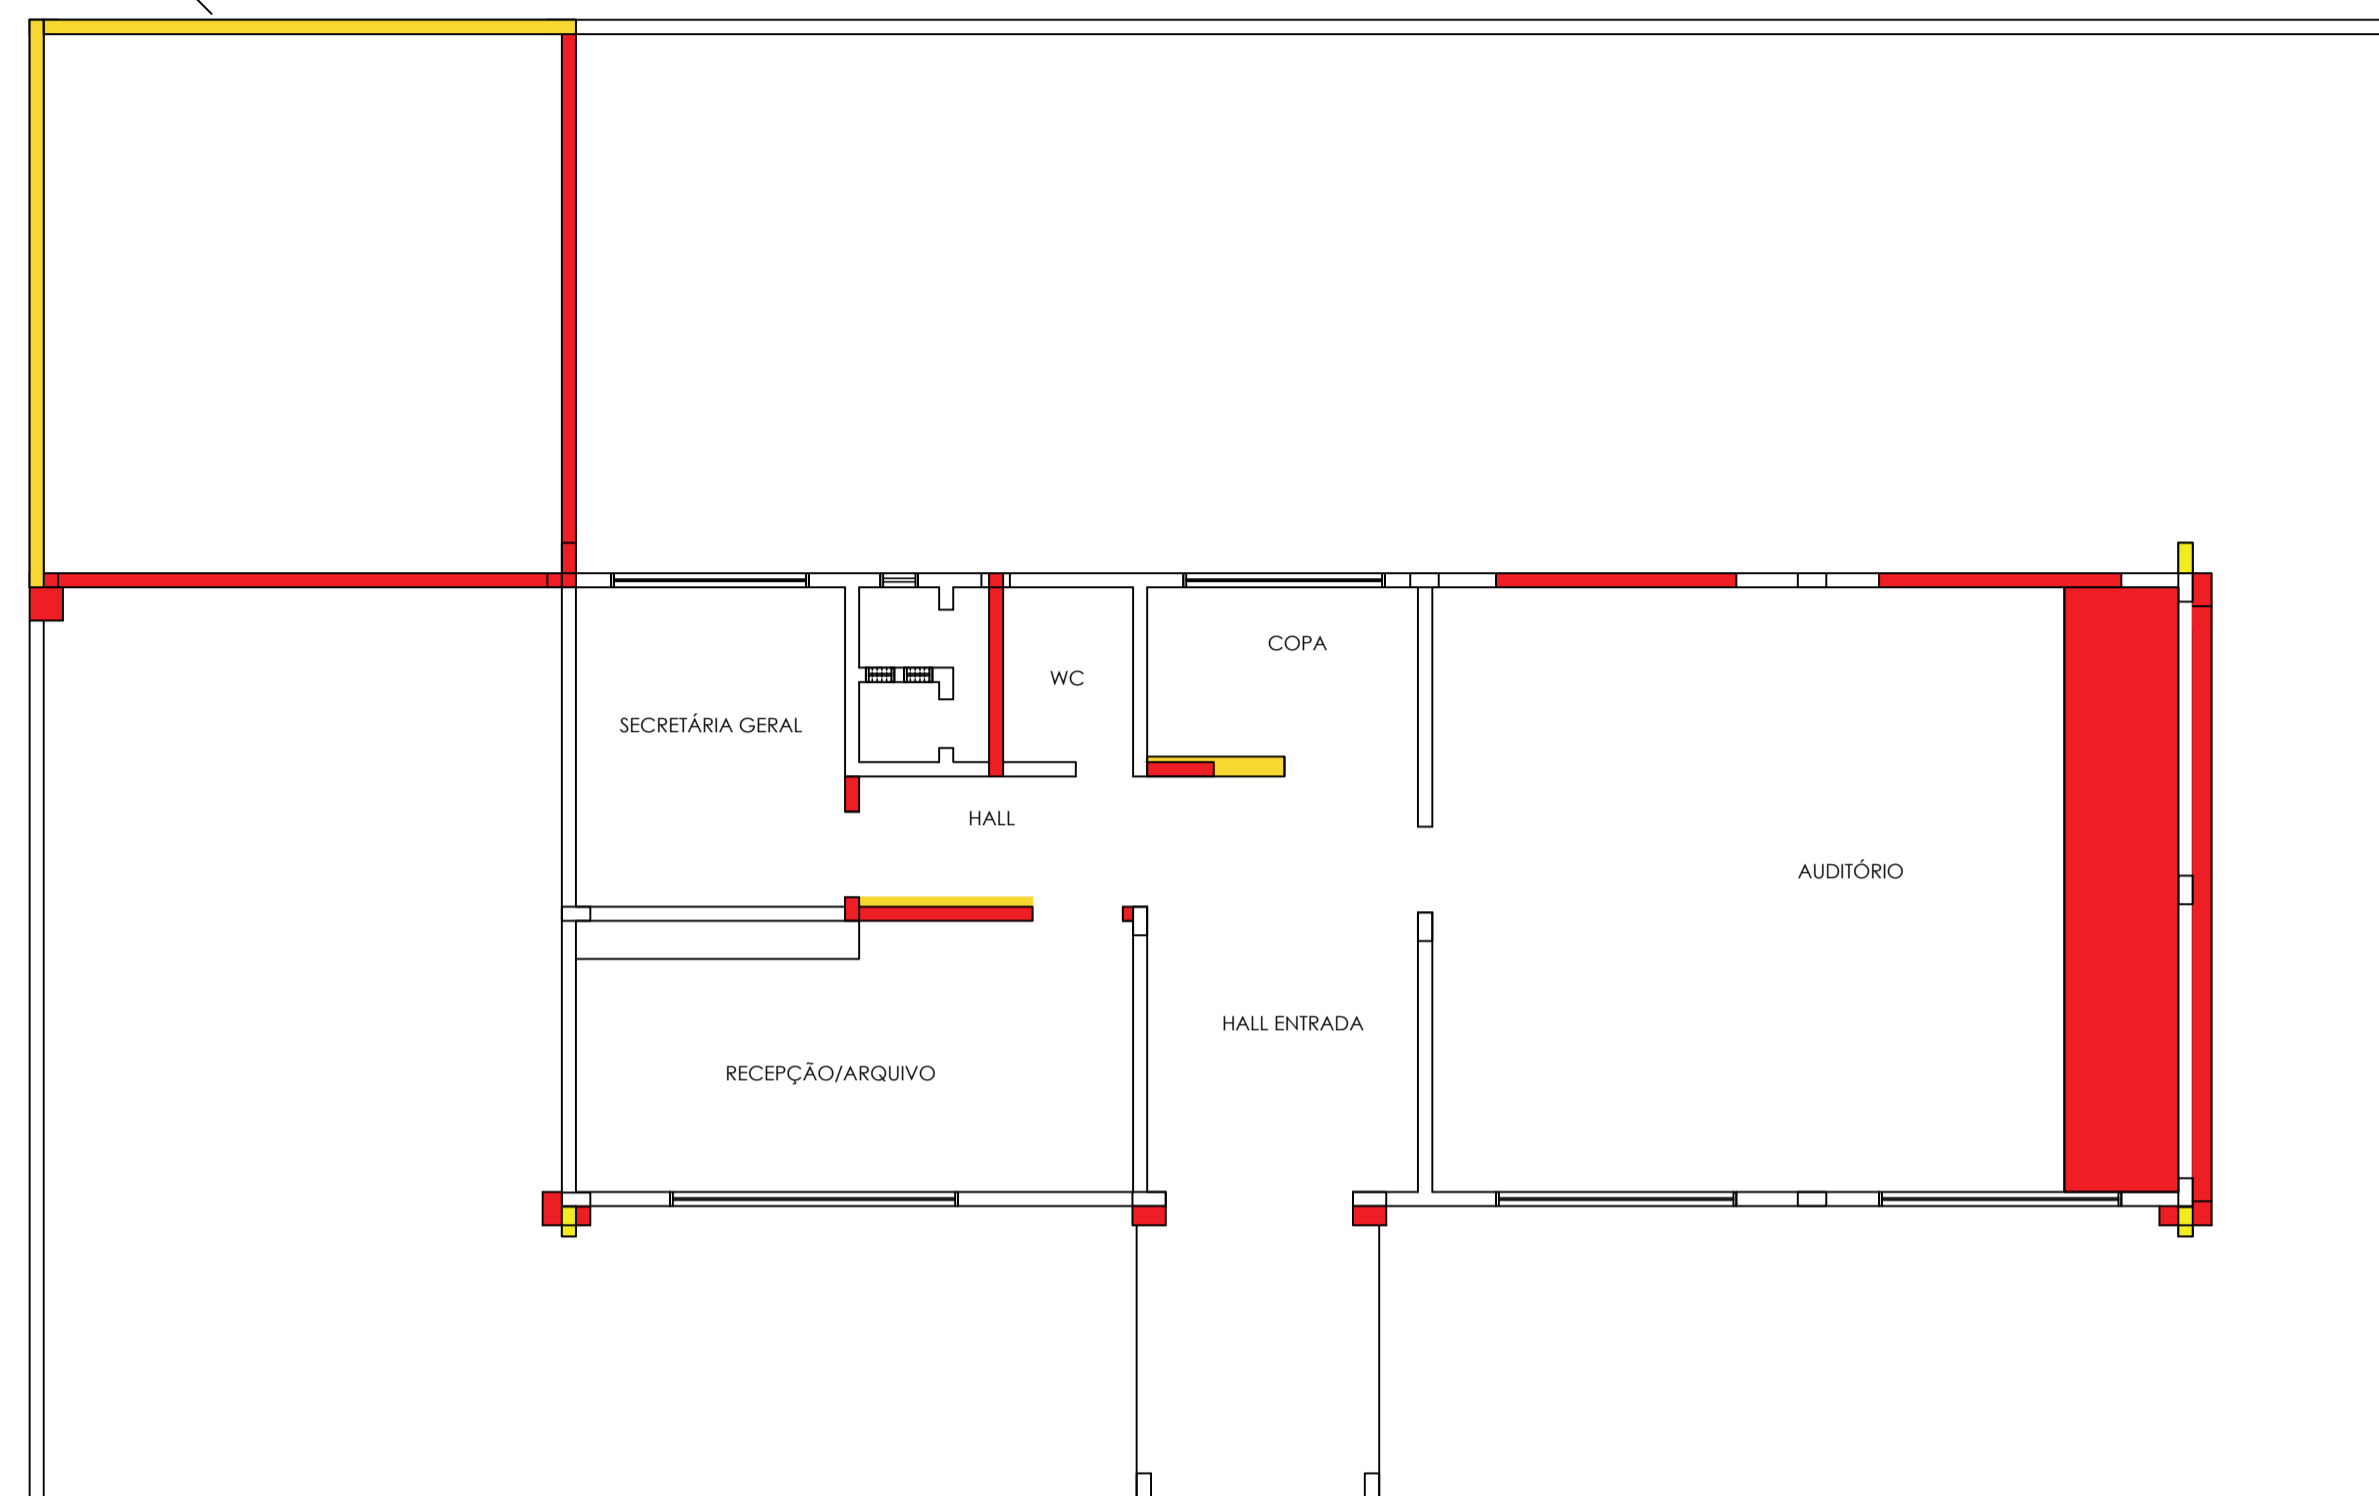 COPA
WC
SECRETÁRIA GERAL
HALL
AUDITÓRIO
HALL ENTRADA
RECEPÇÃO/ARQUIVO